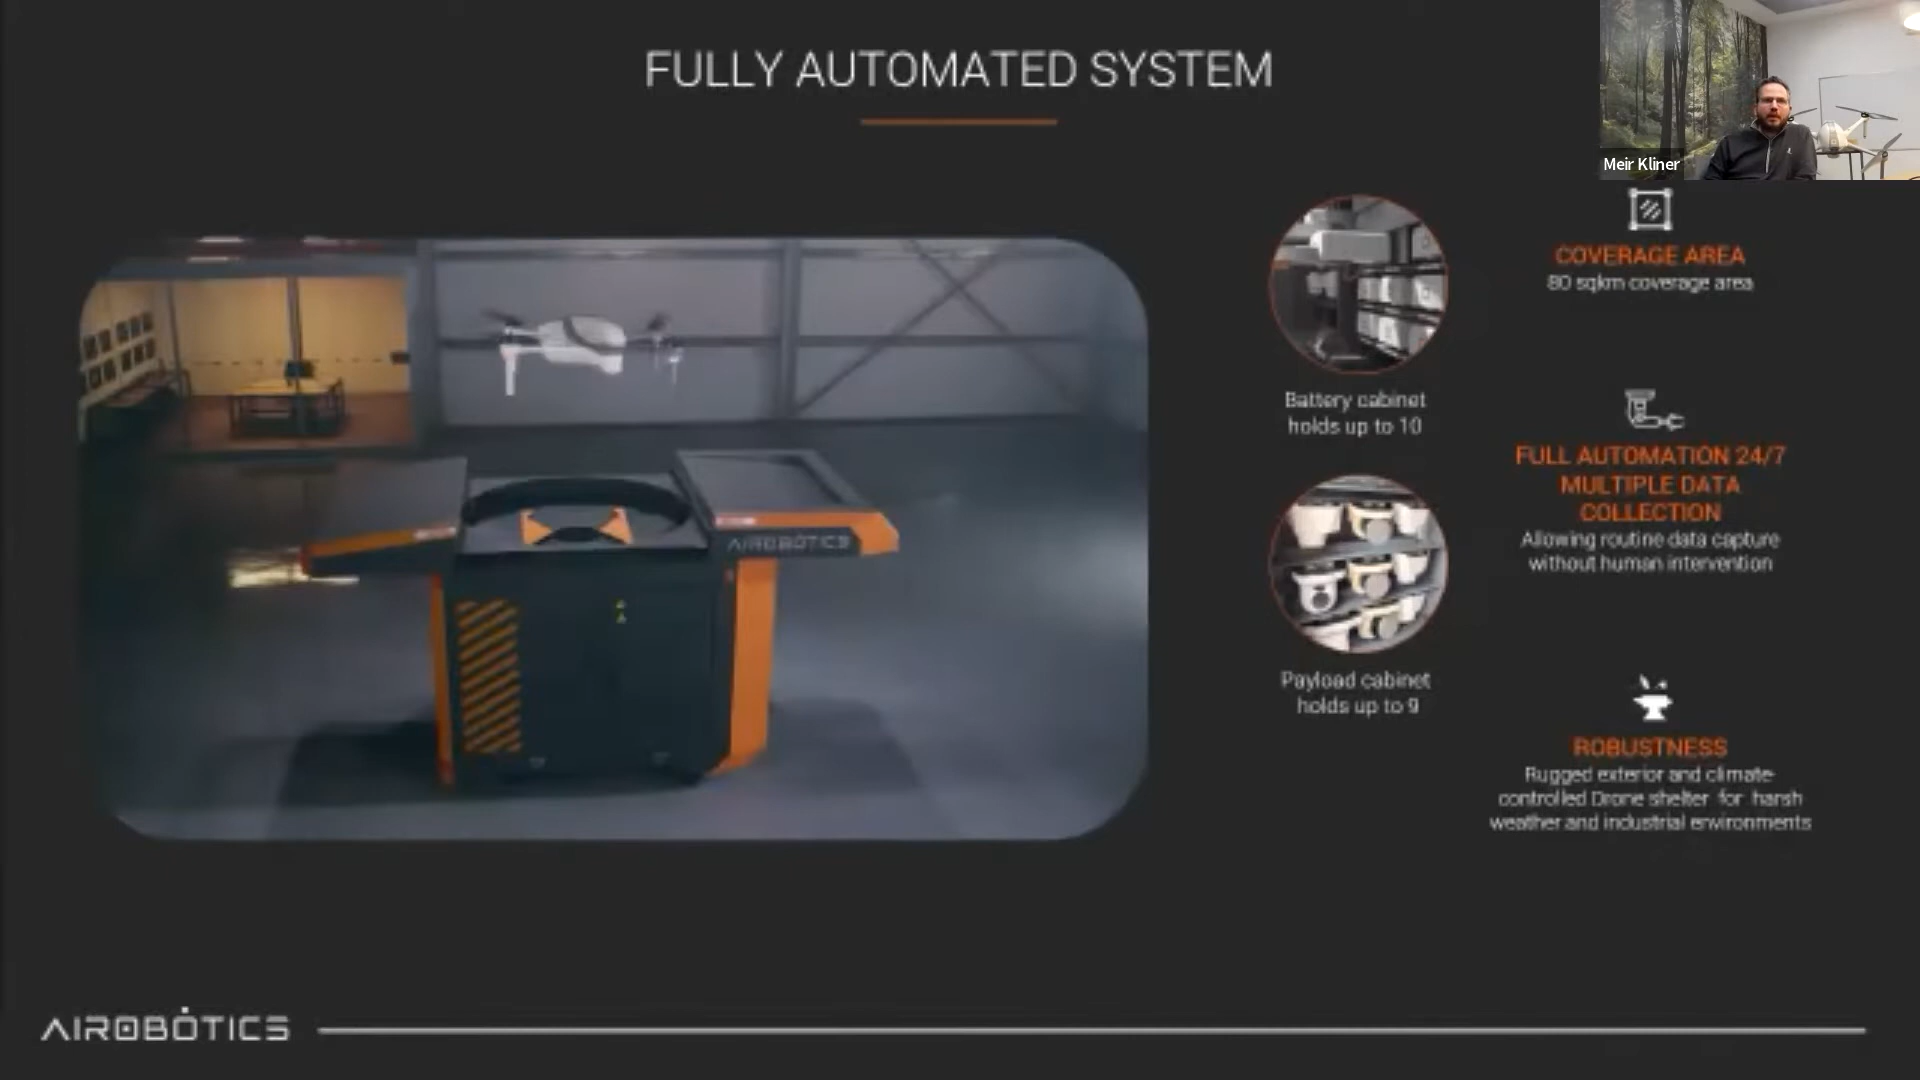 FULLY AUTOMATED SYSTEM
Meir Kliner
AIROBOTICS
Battery cabinet
holds up to 10
Payload cabinet
holds up to 9
COVERAGE AREA
80 sqkm coverage area
FULL AUTOMATION 24/7
MULTIPLE DATA
COLLECTION
Allowing routine data capture
without human intervention
ROBUSTNESS
Rugged exterior and climate-
controlled Drone shelter for harsh
weather and industrial environments
AIROBOTICS